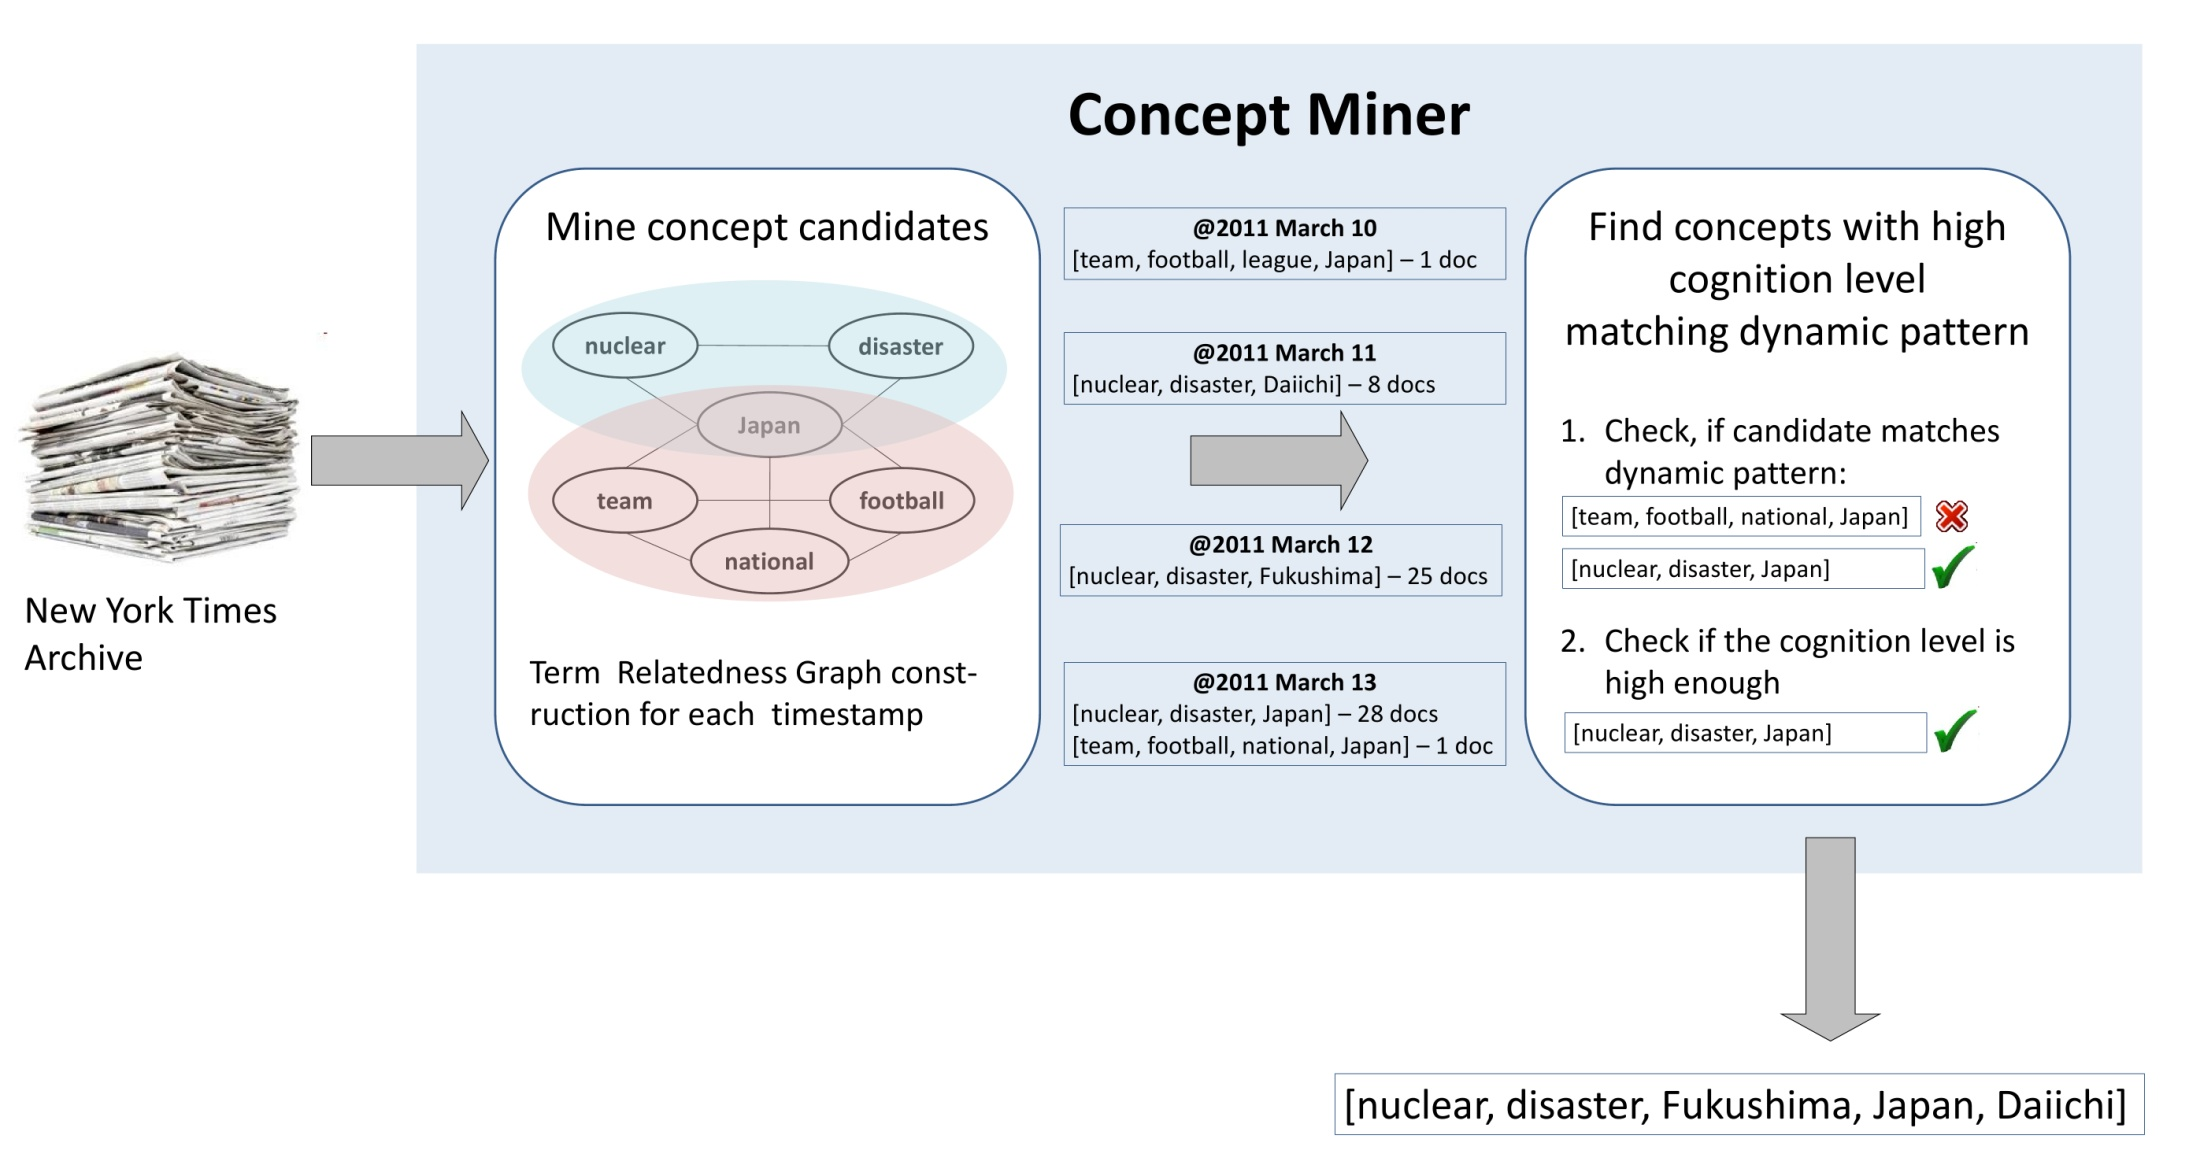 Concept Miner
New York Times
Archive
Mine concept candidates
nuclear
disaster
Japan
team
football
national
Term  Relatedness Graph const-
ruction for each  timestamp
@2011 March 10
[team, football, league, Japan] – 1 doc
@2011 March 11
[nuclear, disaster, Daiichi] – 8 docs
@2011 March 12
[nuclear, disaster, Fukushima] – 25 docs
@2011 March 13
[nuclear, disaster, Japan] – 28 docs
[team, football, national, Japan] – 1 doc
Find concepts with high
cognition level
matching dynamic pattern
1. Check, if candidate matches
dynamic pattern:
[team, football, national, Japan]
[nuclear, disaster, Japan]
2. Check if the cognition level is
high enough
[nuclear, disaster, Japan]
[nuclear, disaster, Fukushima, Japan, Daiichi]